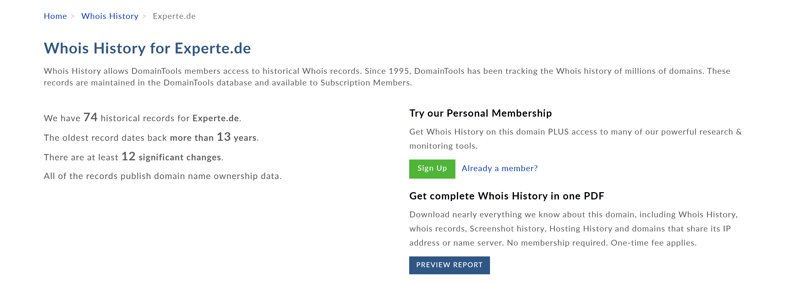 Home > Whois History > Experte.de
Whois History for Experte.de
Whois History allows DomainTools members access to historical Whois records. Since 1995, DomainTools has been tracking the Whois history of millions of domains. These
records are maintained in the DomainTools database and available to Subscription Members.
We have 74 historical records for Experte.de.
The oldest record dates back more than 13 years.
There are at least 12 significant changes.
All of the records publish domain name ownership data.
Try our Personal Membership
Get Whois History on this domain PLUS access to many of our powerful research &
monitoring tools.
Sign Up Already a member?
Get complete Whois History in one PDF
Download nearly everything we know about this domain, including Whois History,
whois records, Screenshot history, Hosting History and domains that share its IP
address or name server. No membership required. One-time fee applies.
PREVIEW REPORT